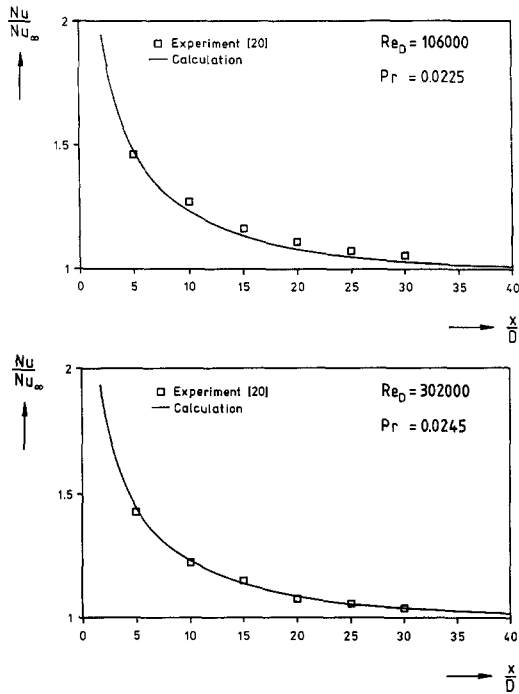 Nu
Nu∞
2
1.5
1
□ Experiment [20]
— Calculation
Re_D = 106000
Pr = 0.0225
0 5 10 15 20 25 30 35 40
x
D
Nu
Nu∞
2
1.5
1
□ Experiment [20]
— Calculation
Re_D = 302000
Pr = 0.0245
0 5 10 15 20 25 30 35 40
x
D